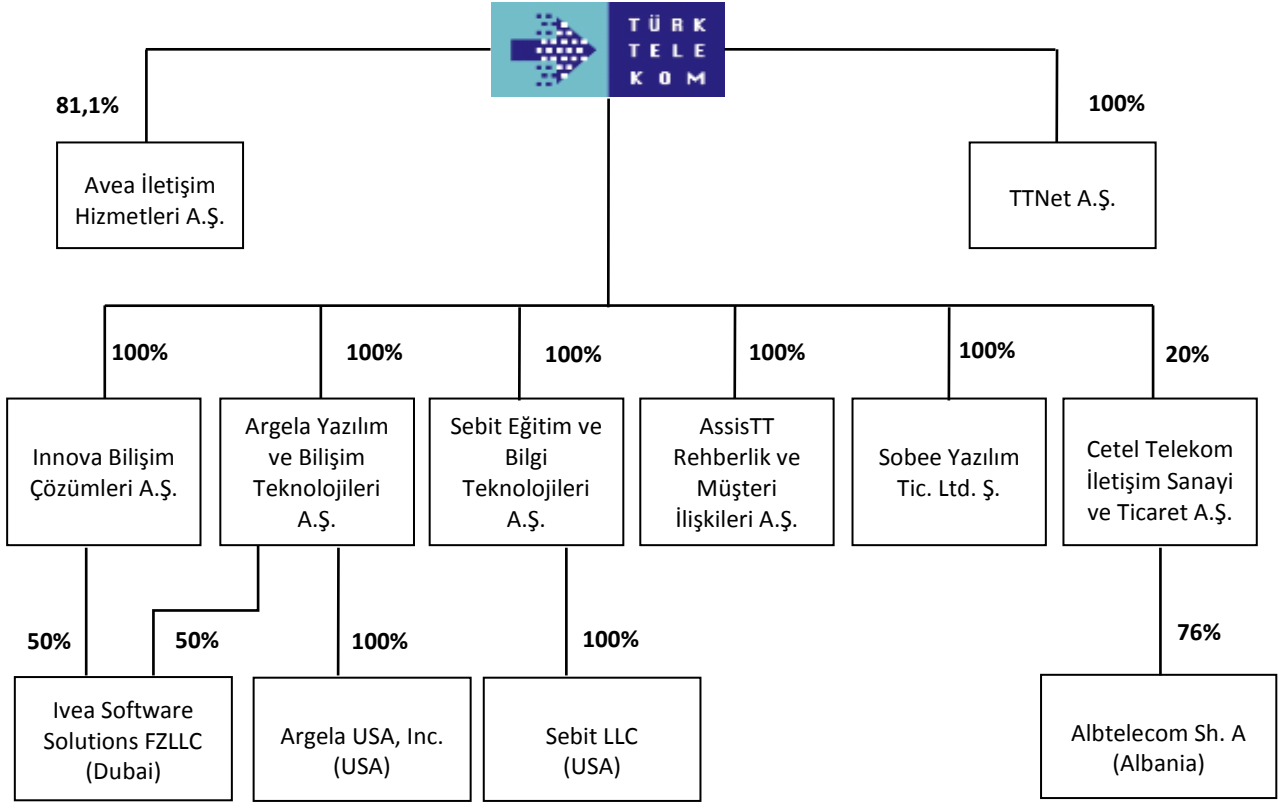 TÜRK
TELE
KOM
81,1%
100%
Avea İletişim
Hizmetleri A.Ş.
TTNet A.Ş.
100%
100%
100%
100%
100%
20%
Innova Bilişim
Çözümleri A.Ş.
Argela Yazılım
ve Bilişim
Teknolojileri
A.Ş.
Sebit Eğitim ve
Bilgi
Teknolojileri
A.Ş.
AssisTT
Rehberlik ve
Müşteri
İlişkileri A.Ş.
Sobee Yazılım
Tic. Ltd. Ş.
Cetel Telekom
İletişim Sanayi
ve Ticaret A.Ş.
50%
50%
100%
100%
76%
Ivea Software
Solutions FZLLC
(Dubai)
Argela USA, Inc.
(USA)
Sebit LLC
(USA)
Albtelecom Sh. A
(Albania)